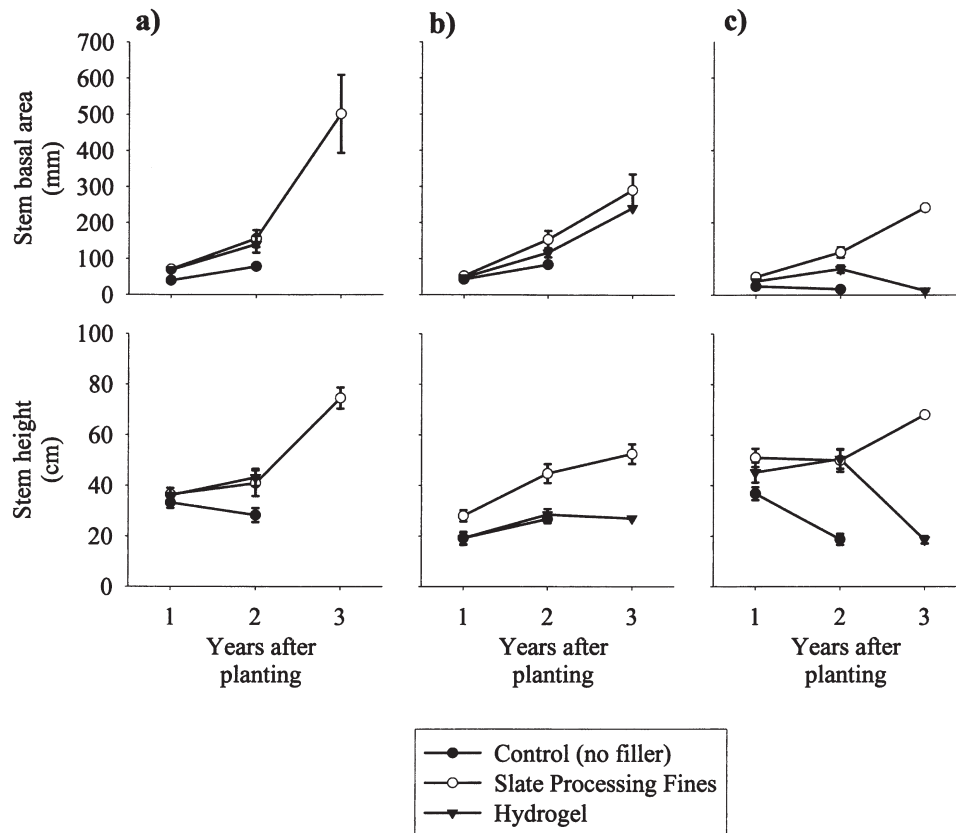 a)
b)
c)
700
600
500
400
300
200
100
0
Stem basal area
(mm)
100
80
60
40
20
0
Stem height
(cm)
1 2 3
Years after
planting
1 2 3
Years after
planting
1 2 3
Years after
planting
Control (no filler)
Slate Processing Fines
Hydrogel